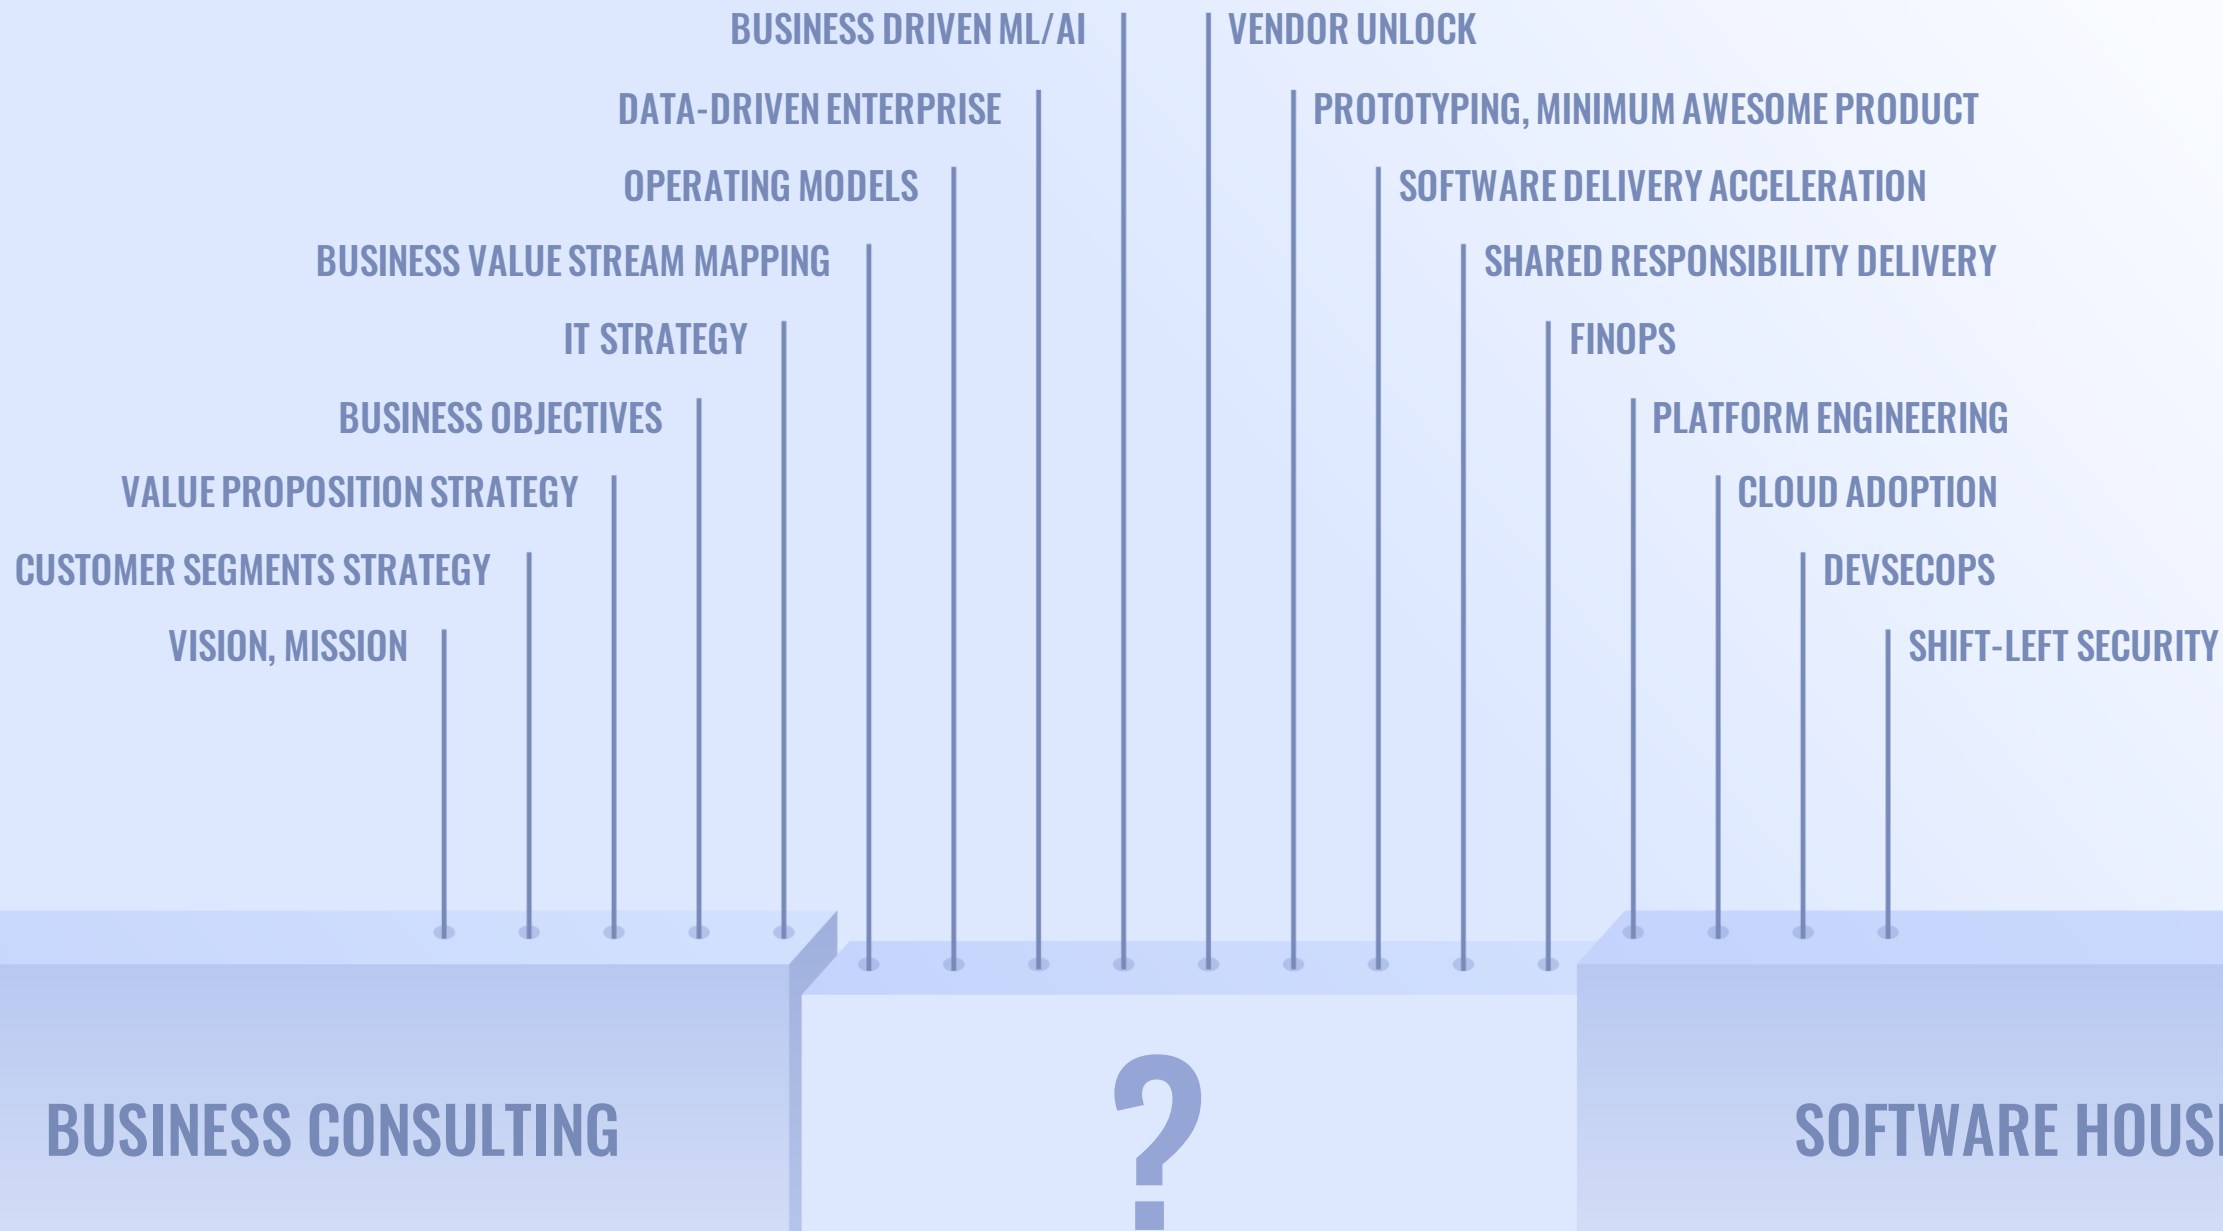 BUSINESS DRIVEN ML/AI
VENDOR UNLOCK
DATA-DRIVEN ENTERPRISE
PROTOTYPING, MINIMUM AWESOME PRODUCT
OPERATING MODELS
SOFTWARE DELIVERY ACCELERATION
BUSINESS VALUE STREAM MAPPING
SHARED RESPONSIBILITY DELIVERY
IT STRATEGY
FINOPS
BUSINESS OBJECTIVES
PLATFORM ENGINEERING
VALUE PROPOSITION STRATEGY
CLOUD ADOPTION
CUSTOMER SEGMENTS STRATEGY
DEVSECOPS
VISION, MISSION
SHIFT-LEFT SECURITY
BUSINESS CONSULTING
?
SOFTWARE HOUSE